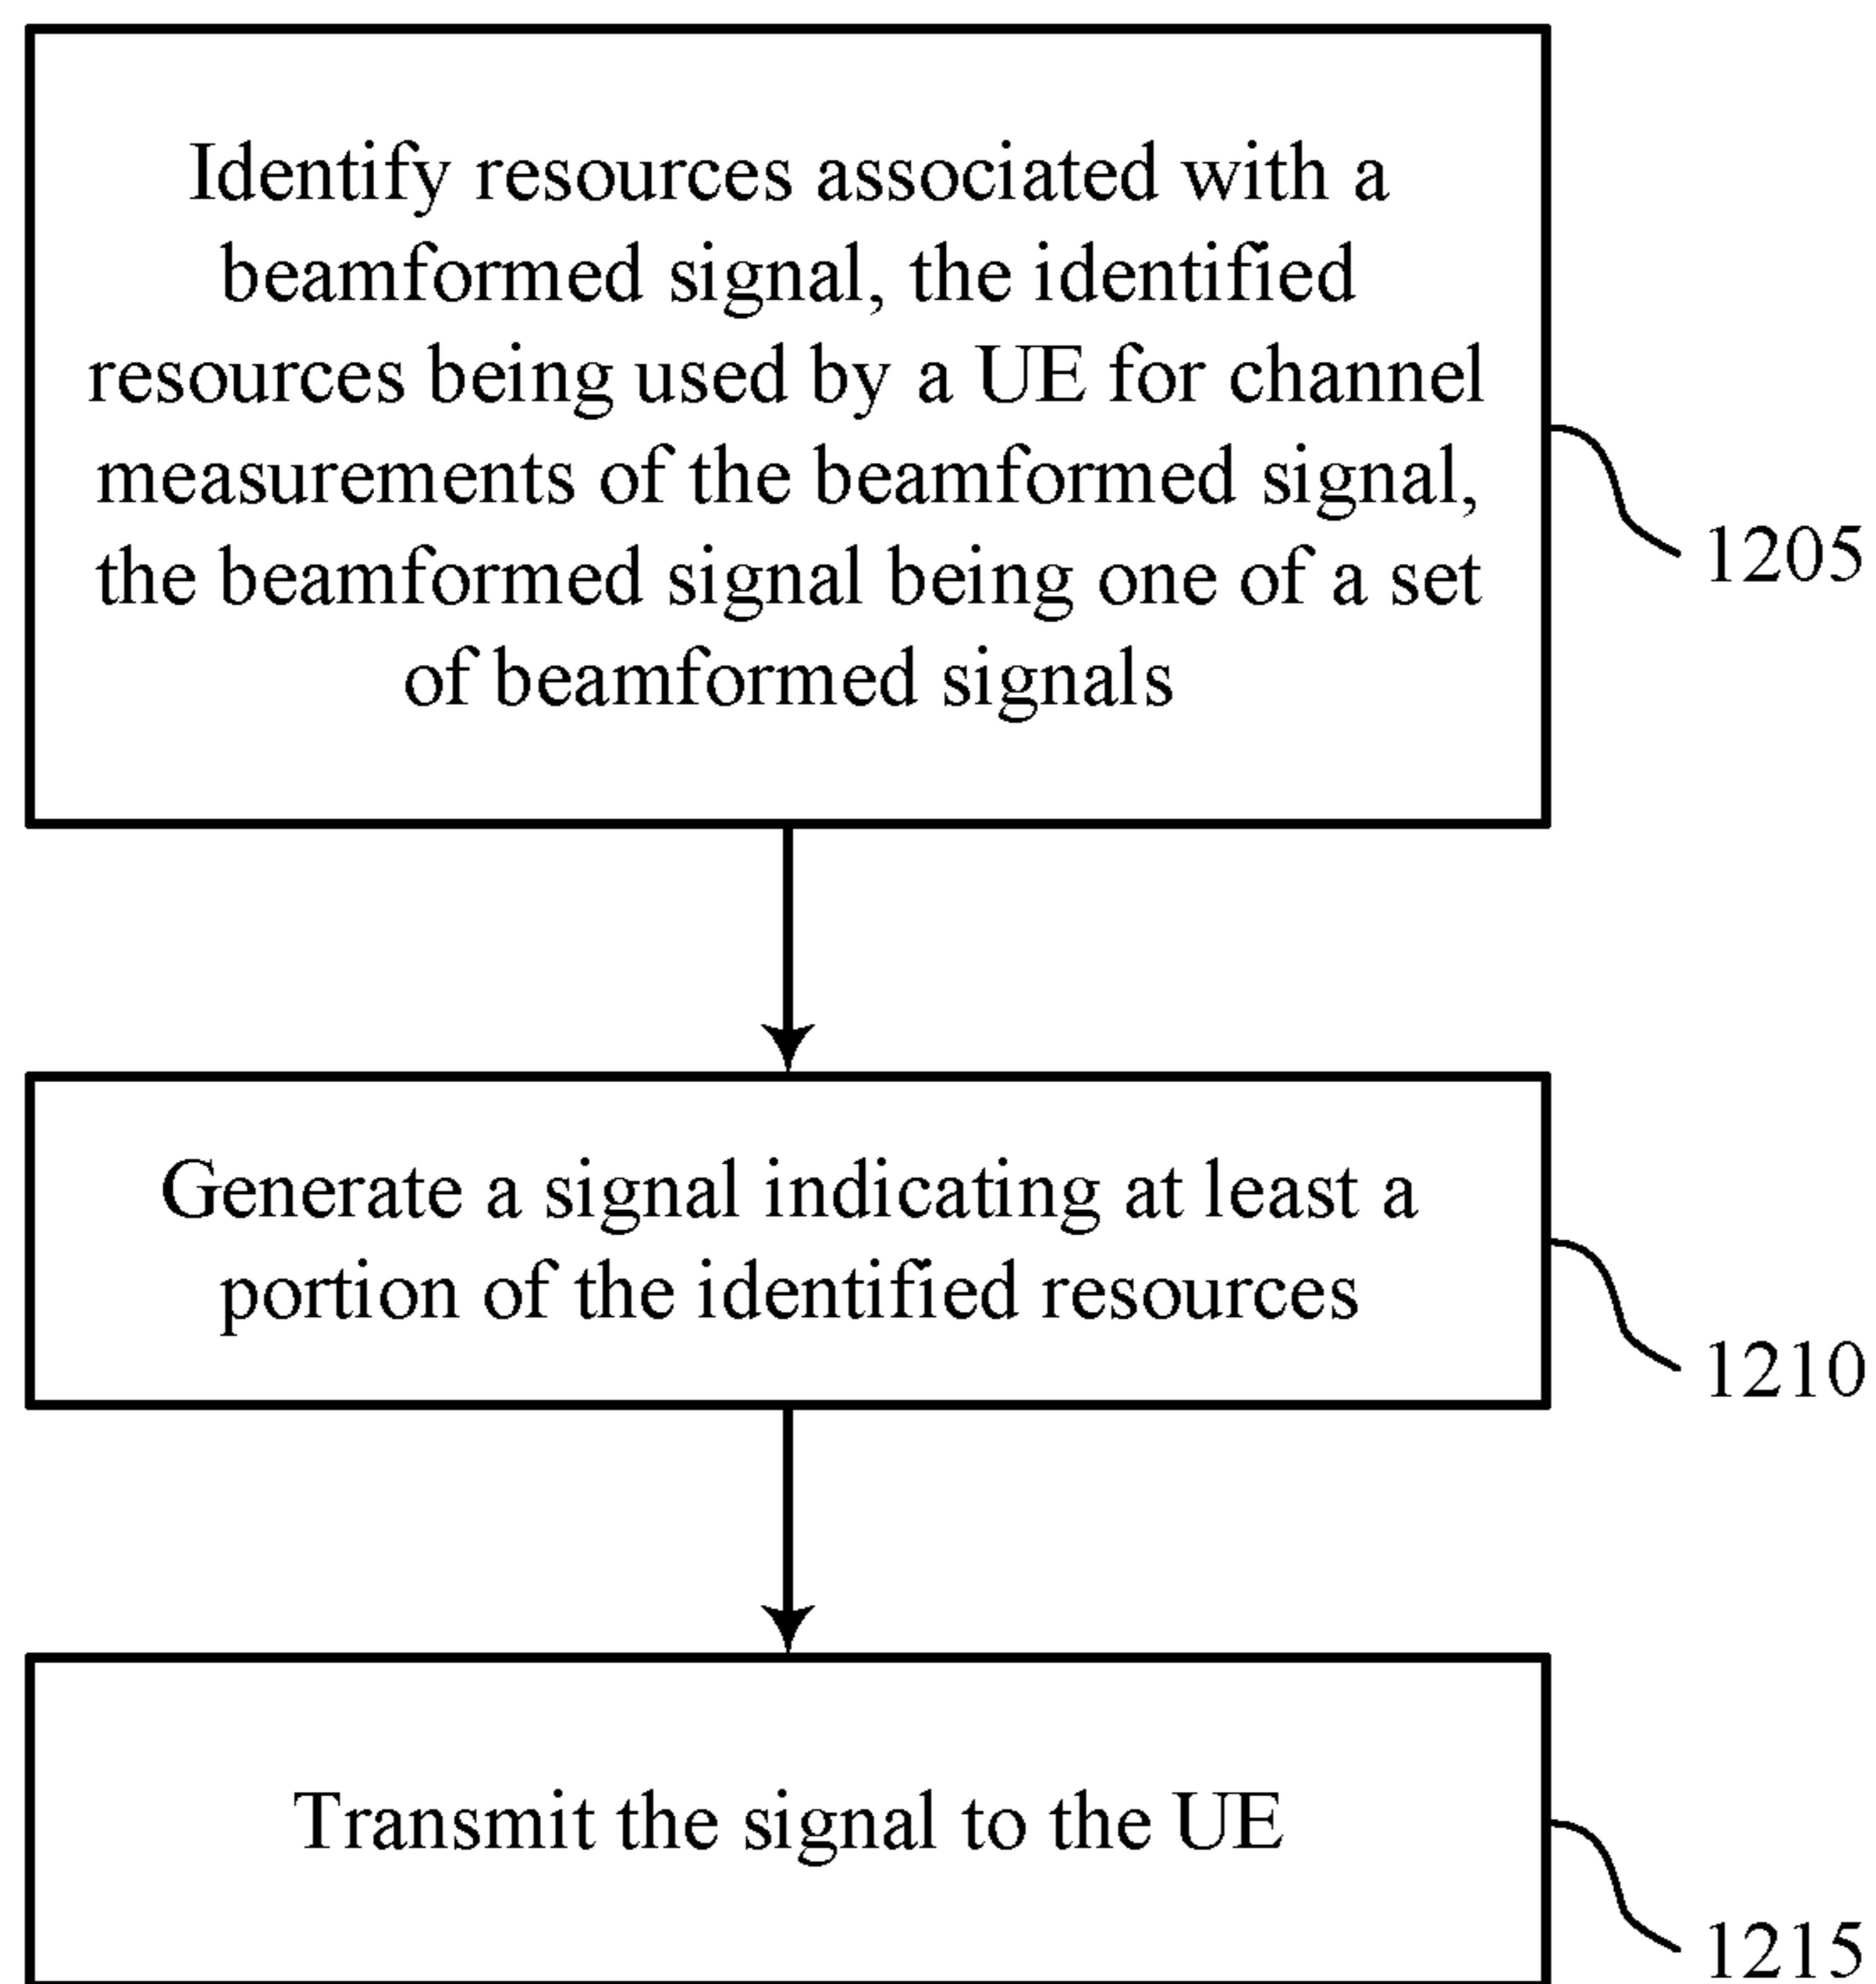 Identify resources associated with a
beamformed signal, the identified
resources being used by a UE for channel
measurements of the beamformed signal,
the beamformed signal being one of a set
of beamformed signals
1205
Generate a signal indicating at least a
portion of the identified resources
1210
Transmit the signal to the UE
1215